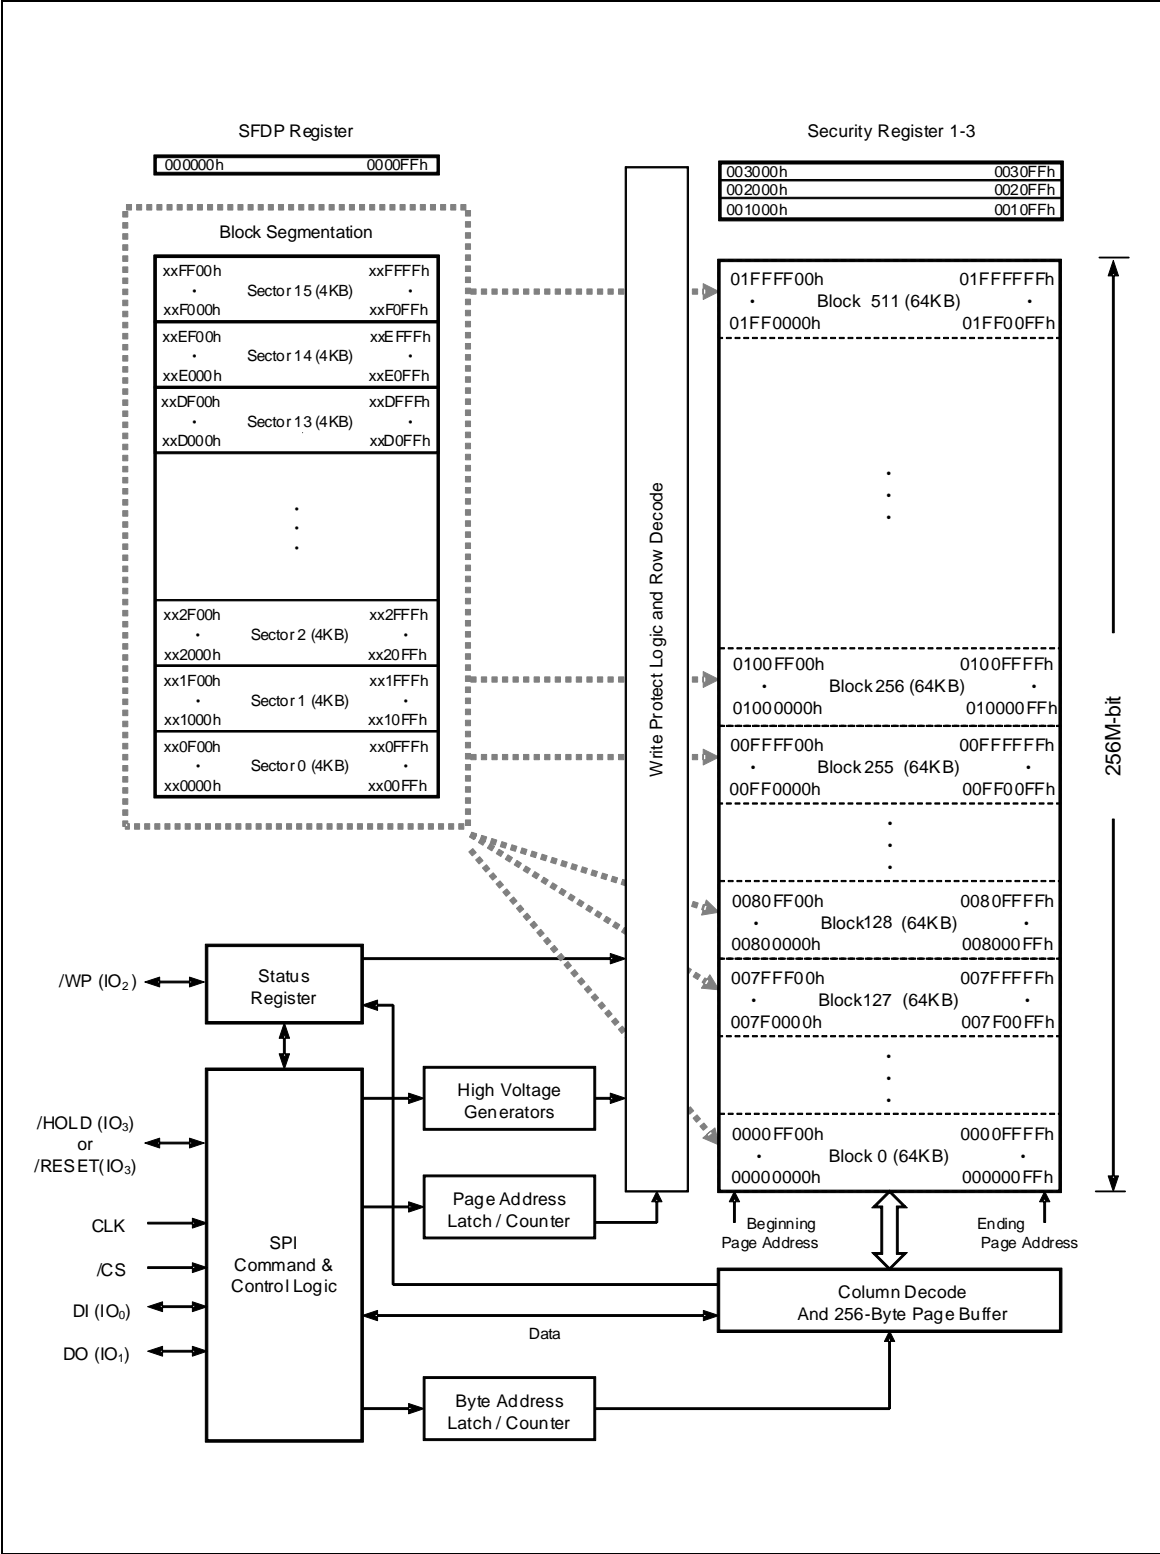 SFDP Register
000000h 0000FFh
Security Register 1-3
003000h 0030FFh
002000h 0020FFh
001000h 0010FFh
Block Segmentation
xxFF00h xxFFFFh
Sector 15 (4KB)
xxF000h xxF0FFh
xxEF00h xxEFFFh
Sector 14 (4KB)
xxE000h xxE0FFh
xxDF00h xxDFFFh
Sector 13 (4KB)
xxD000h xxD0FFh
xx2F00h xx2FFFh
Sector 2 (4KB)
xx2000h xx20FFh
xx1F00h xx1FFFh
Sector 1 (4KB)
xx1000h xx10FFh
xx0F00h xx0FFFh
Sector 0 (4KB)
xx0000h xx00FFh
Write Protect Logic and Row Decode
01FFFF00h 01FFFFFFh
Block 511 (64KB)
01FF0000h 01FF00FFh
0100FF00h 0100FFFFh
Block 256 (64KB)
01000000h 010000FFh
00FFFF00h 00FFFFFFh
Block 255 (64KB)
00FF0000h 00FF00FFh
0080FF00h 0080FFFFh
Block 128 (64KB)
00800000h 008000FFh
007FFF00h 007FFFFFh
Block 127 (64KB)
007F0000h 007F00FFh
0000FF00h 0000FFFFh
Block 0 (64KB)
00000000h 000000FFh
256M-bit
Beginning
Page Address
Ending
Page Address
/WP (IO₂)
Status
Register
/HOLD (IO₃)
or
/RESET(IO₃)
CLK
/CS
DI (IO₀)
DO (IO₁)
SPI
Command &
Control Logic
High Voltage
Generators
Page Address
Latch / Counter
Column Decode
And 256-Byte Page Buffer
Data
Byte Address
Latch / Counter